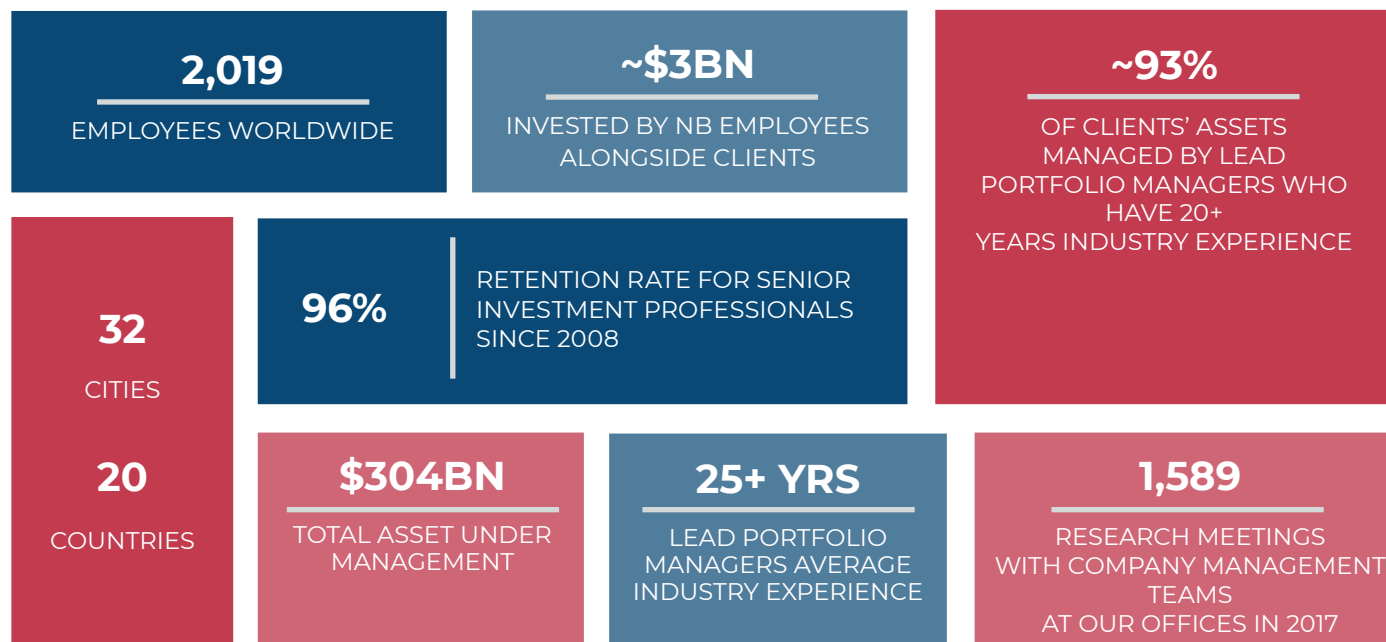 2,019
EMPLOYEES WORLDWIDE
~$3BN
INVESTED BY NB EMPLOYEES
ALONGSIDE CLIENTS
~93%
OF CLIENTS’ ASSETS
MANAGED BY LEAD
PORTFOLIO MANAGERS WHO
HAVE 20+
YEARS INDUSTRY EXPERIENCE
32
CITIES
20
COUNTRIES
96%
RETENTION RATE FOR SENIOR
INVESTMENT PROFESSIONALS
SINCE 2008
$304BN
TOTAL ASSET UNDER
MANAGEMENT
25+ YRS
LEAD PORTFOLIO
MANAGERS AVERAGE
INDUSTRY EXPERIENCE
1,589
RESEARCH MEETINGS
WITH COMPANY MANAGEMENT
TEAMS
AT OUR OFFICES IN 2017